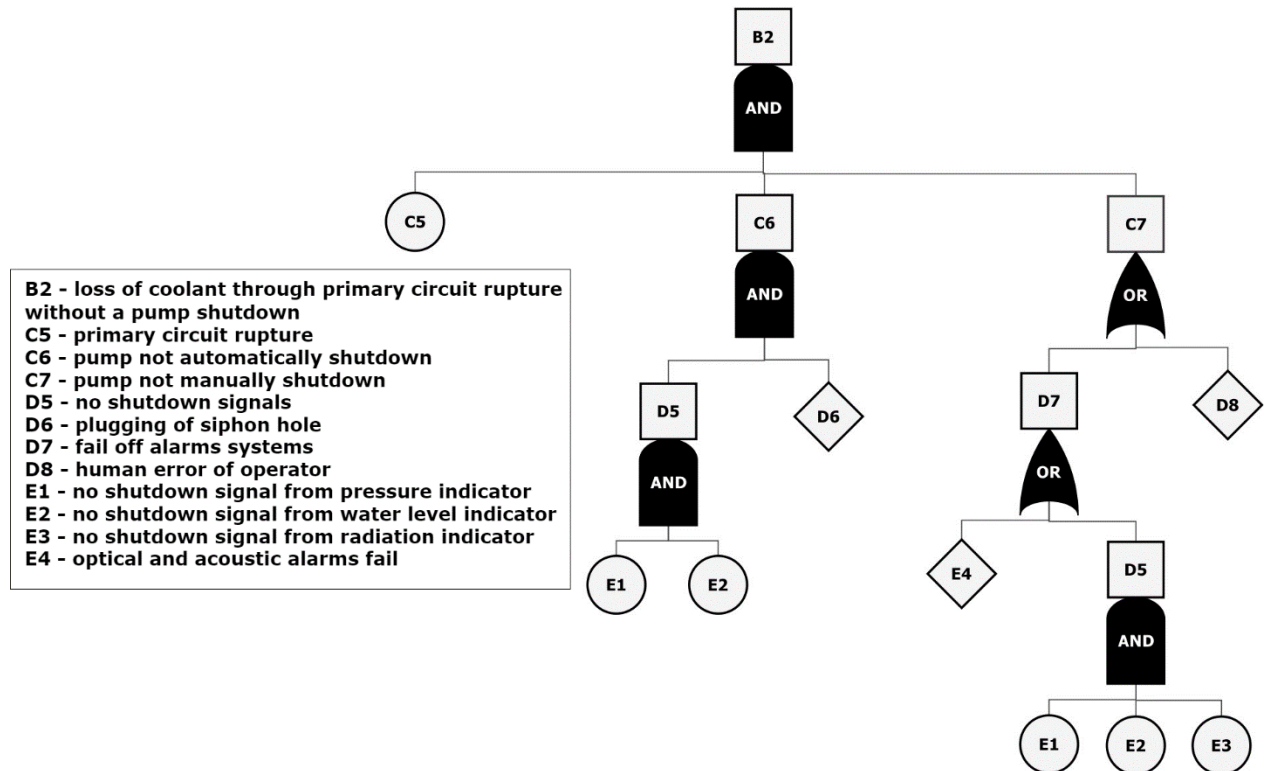 B2
AND
C5
C6
C7
AND
OR
B2 - loss of coolant through primary circuit rupture
without a pump shutdown
C5 - primary circuit rupture
C6 - pump not automatically shutdown
C7 - pump not manually shutdown
D5 - no shutdown signals
D6 - plugging of siphon hole
D7 - fail off alarms systems
D8 - human error of operator
E1 - no shutdown signal from pressure indicator
E2 - no shutdown signal from water level indicator
E3 - no shutdown signal from radiation indicator
E4 - optical and acoustic alarms fail
D5
D6
D7
D8
AND
OR
E1
E2
E4
D5
AND
E1
E2
E3